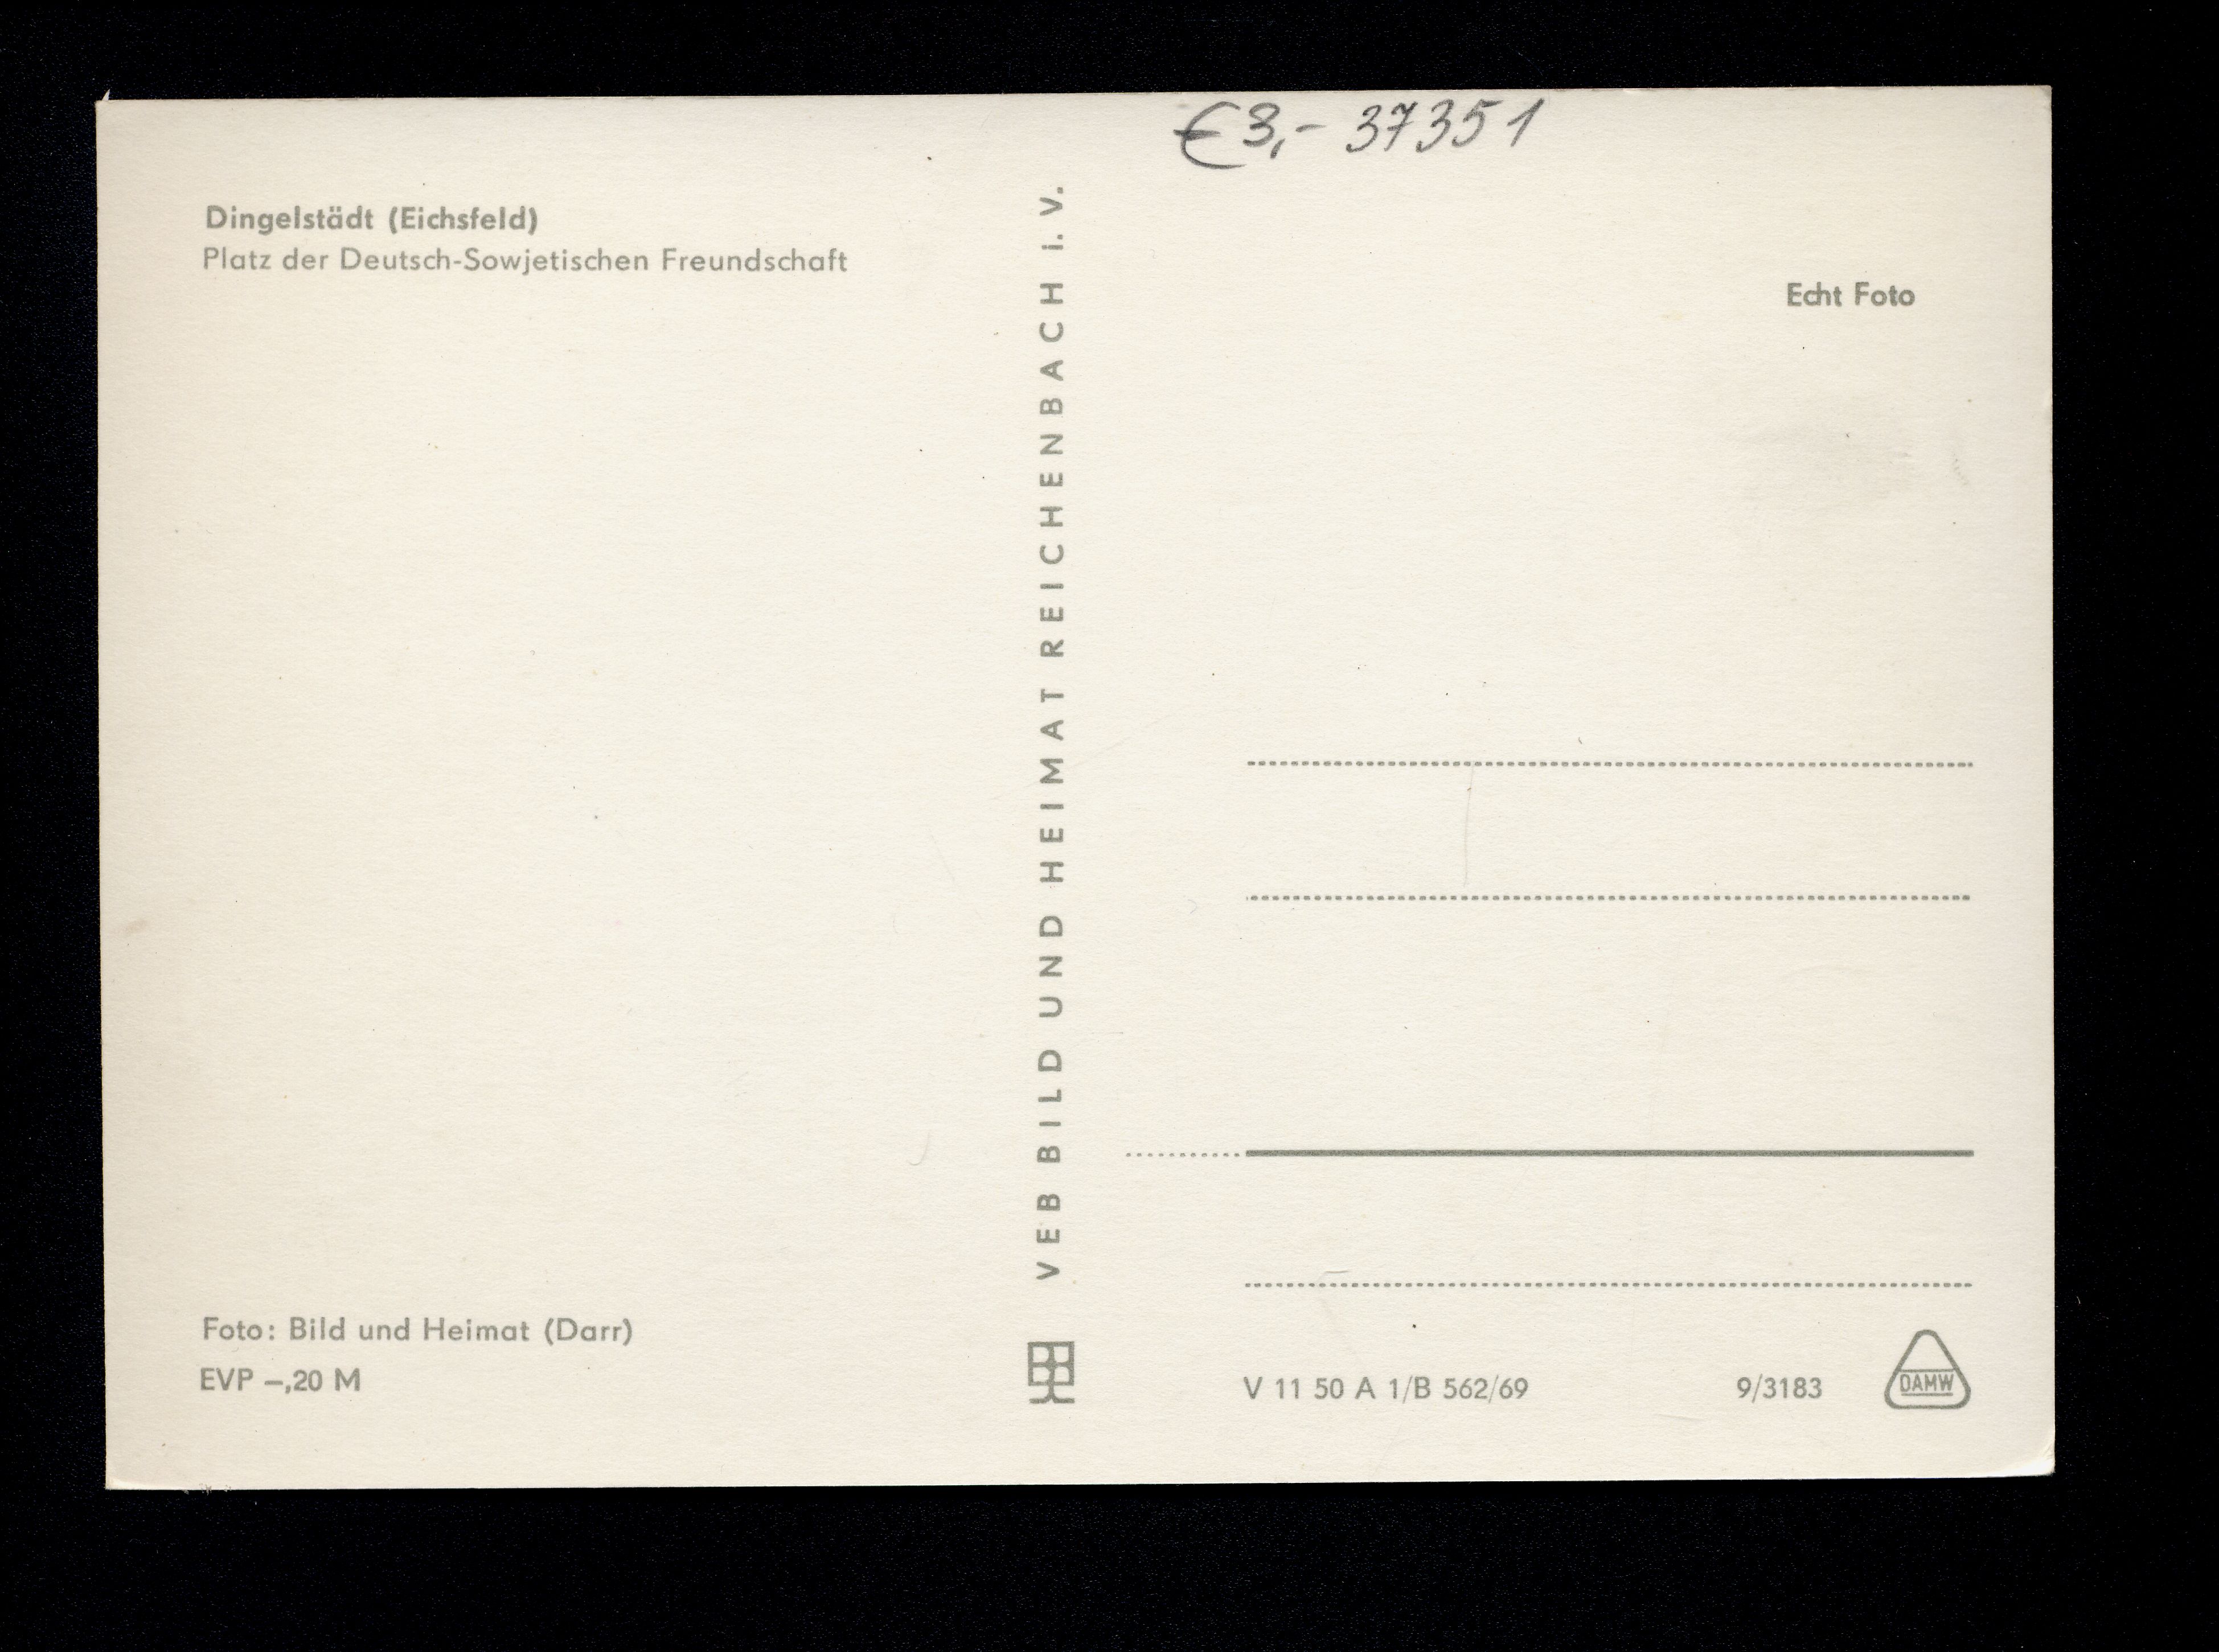 €3,- 37351
Dingelstädt (Eichsfeld)
Platz der Deutsch-Sowjetischen Freundschaft
Echt Foto
VEB BILD UND HEIMAT REICHENBACH i. V.
Foto: Bild und Heimat (Darr)
EVP –,20 M
V 11 50 A 1/B 562/69
9/3183
DAMW